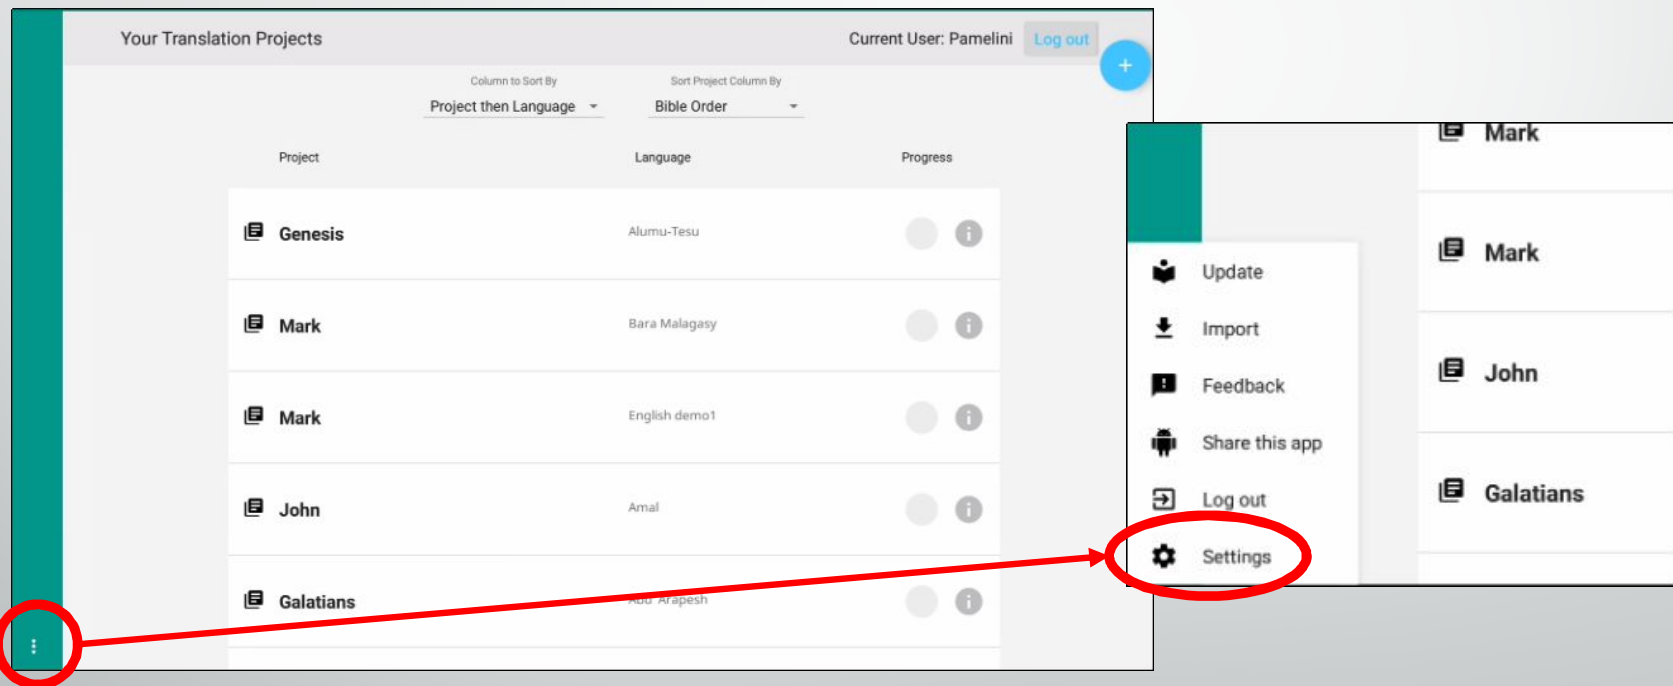 Your Translation Projects
Current User: Pamelini
Log out
Column to Sort By
Sort Project Column By
Project then Language
Bible Order
Project
Language
Progress
Genesis
Alumu-Tesu
Mark
Bara Malagasy
Mark
English demo1
John
Amal
Galatians
Abu' Arapesh
Mark
Mark
John
Galatians
Update
Import
Feedback
Share this app
Log out
Settings